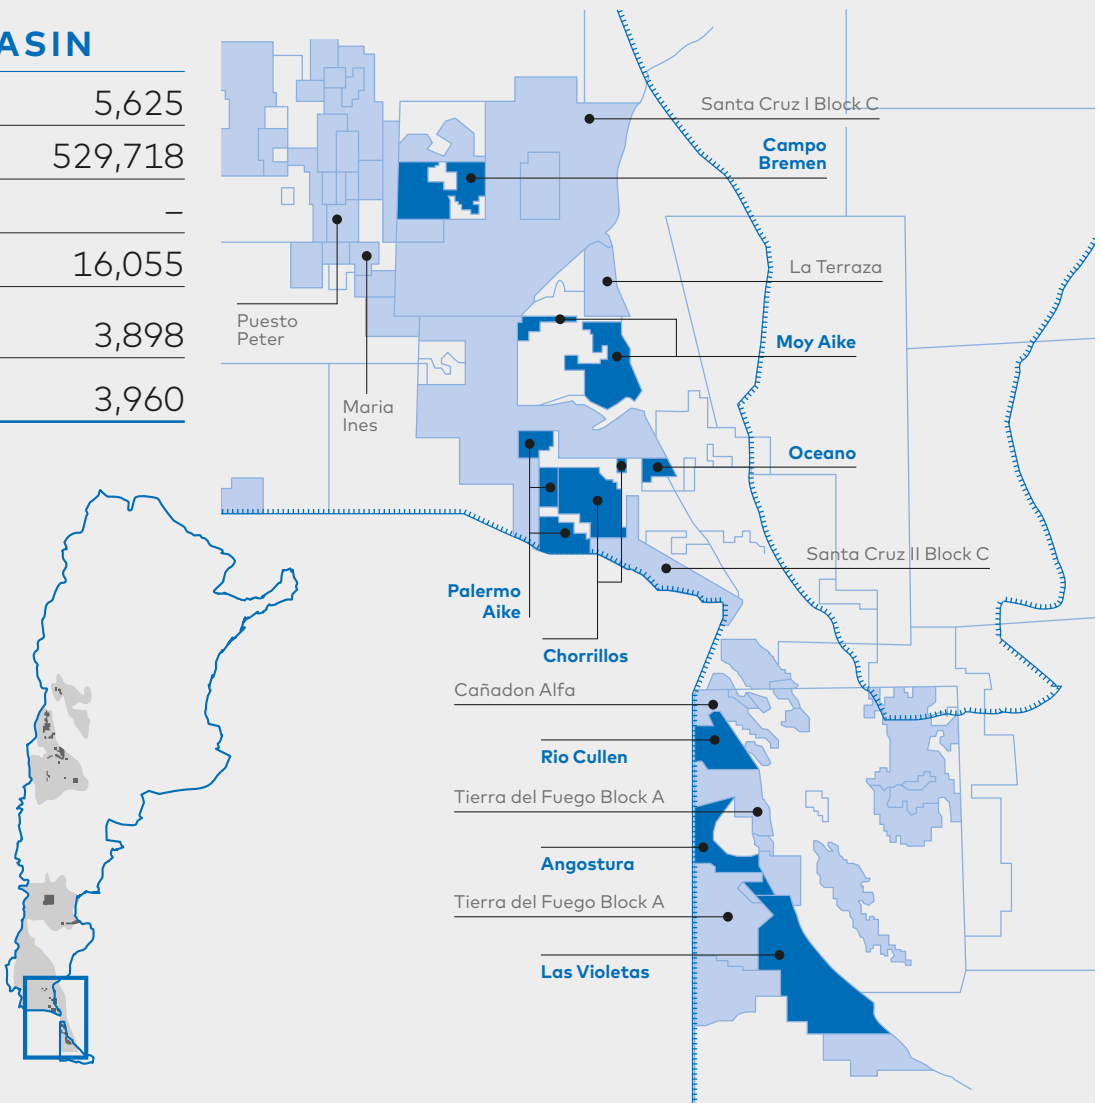 ASIN
5,625
529,718
–
16,055
3,898
3,960
Santa Cruz I Block C
Campo
Bremen
La Terraza
Puesto
Peter
Moy Aike
Maria
Ines
Oceano
Santa Cruz II Block C
Palermo
Aike
Chorrillos
Cañadon Alfa
Rio Cullen
Tierra del Fuego Block A
Angostura
Tierra del Fuego Block A
Las Violetas